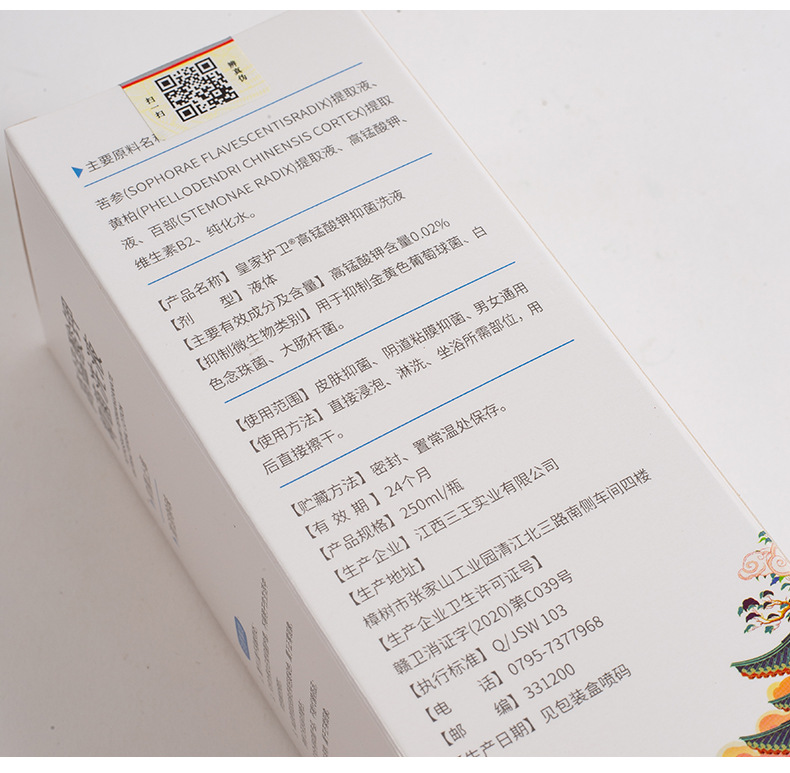 扫一扫
辨真伪
主要原料名称
苦参(SOPHORAE FLAVESCENTISRADIX)提取液、
黄柏(PHELLODENDRI CHINENSIS CORTEX)提取
液、百部(STEMONAE RADIX)提取液、高锰酸钾、
维生素B2、纯化水。
【产品名称】皇家护卫®高锰酸钾抑菌洗液
【剂 型】液体
【主要有效成分及含量】高锰酸钾含量0.02%
【抑制微生物类别】用于抑制金黄色葡萄球菌、白
色念珠菌、大肠杆菌。
【使用范围】皮肤抑菌、阴道粘膜抑菌、男女通用
【使用方法】直接浸泡、淋洗、坐浴所需部位，用
后直接擦干。
【贮藏方法】密封、置常温处保存。
【有 效 期】24个月
【产品规格】250ml/瓶
【生产企业】江西三王实业有限公司
【生产地址】
樟树市张家山工业园清江北三路南侧车间四楼
【生产企业卫生许可证号】
赣卫消证字(2020)第C039号
【执行标准】Q/JSW 103
【电 话】0795-7377968
【邮 编】331200
【生产日期】见包装盒喷码